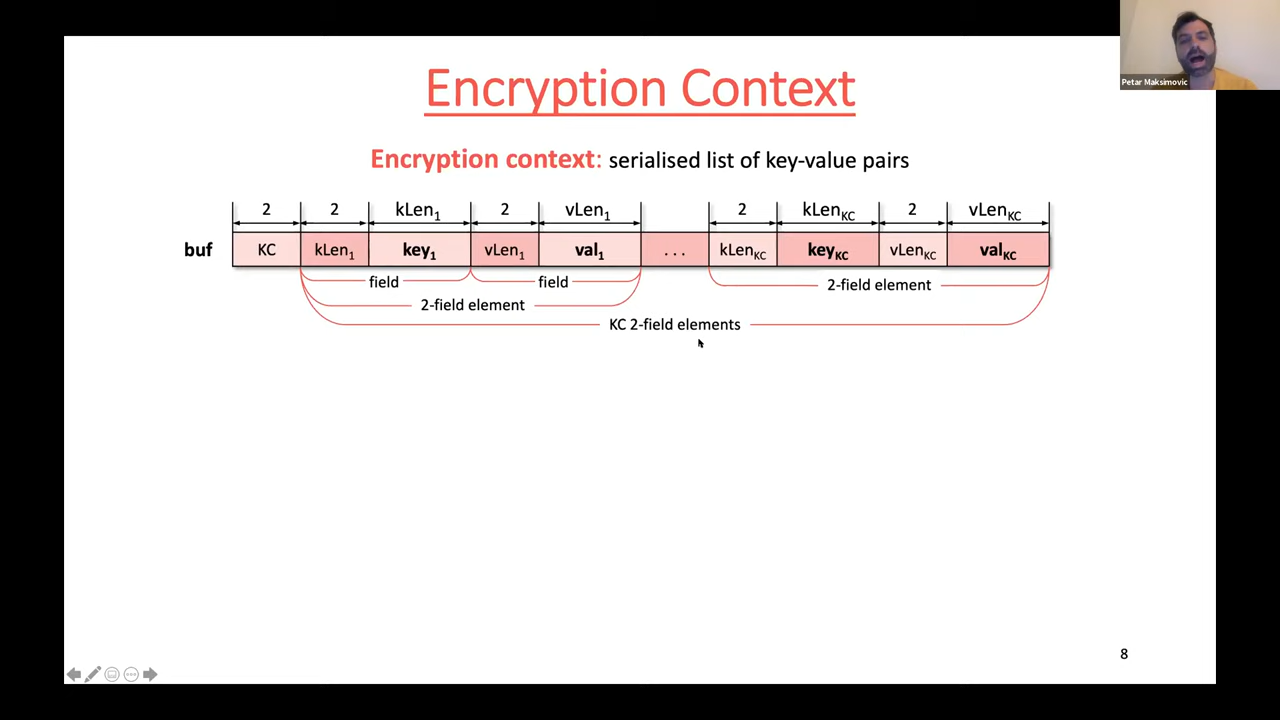 Petar Maksimovic
Encryption Context
Encryption context: serialised list of key-value pairs
2 2 kLen1 2 vLen1 2 kLenKC 2 vLenKC
buf KC kLen1 key1 vLen1 val1 ... kLenKC keyKC vLenKC valKC
field field 2-field element
2-field element
KC 2-field elements
8